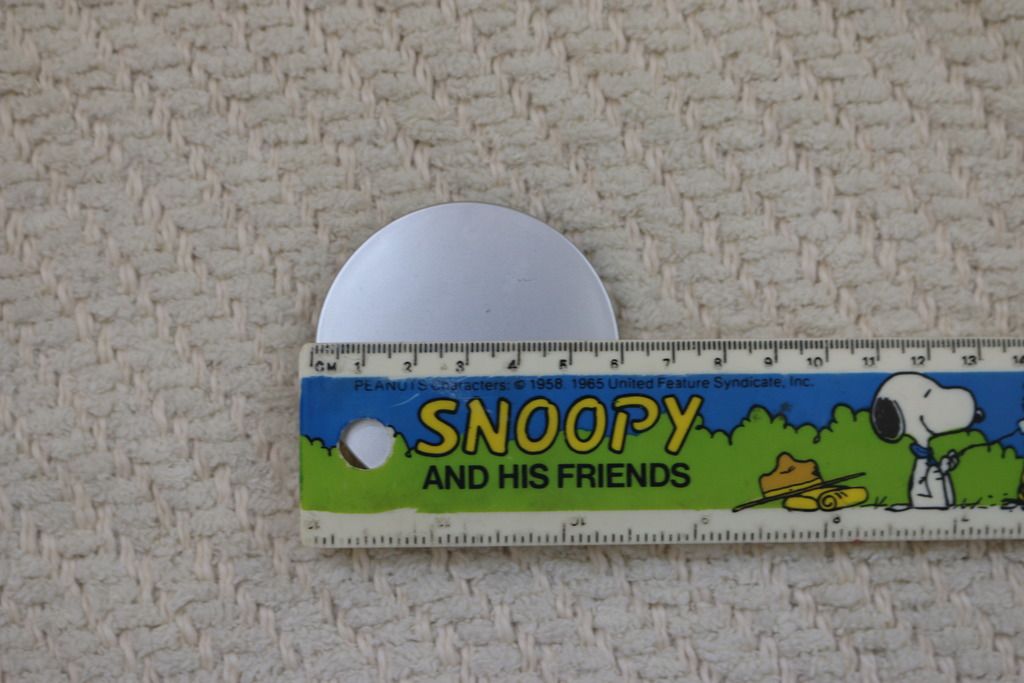 CM 1 2 3 4 5 6 7 8 9 10 11 12 13 14
PEANUTS Characters: © 1958, 1965 United Feature Syndicate, Inc.
SNOOPY
AND HIS FRIENDS